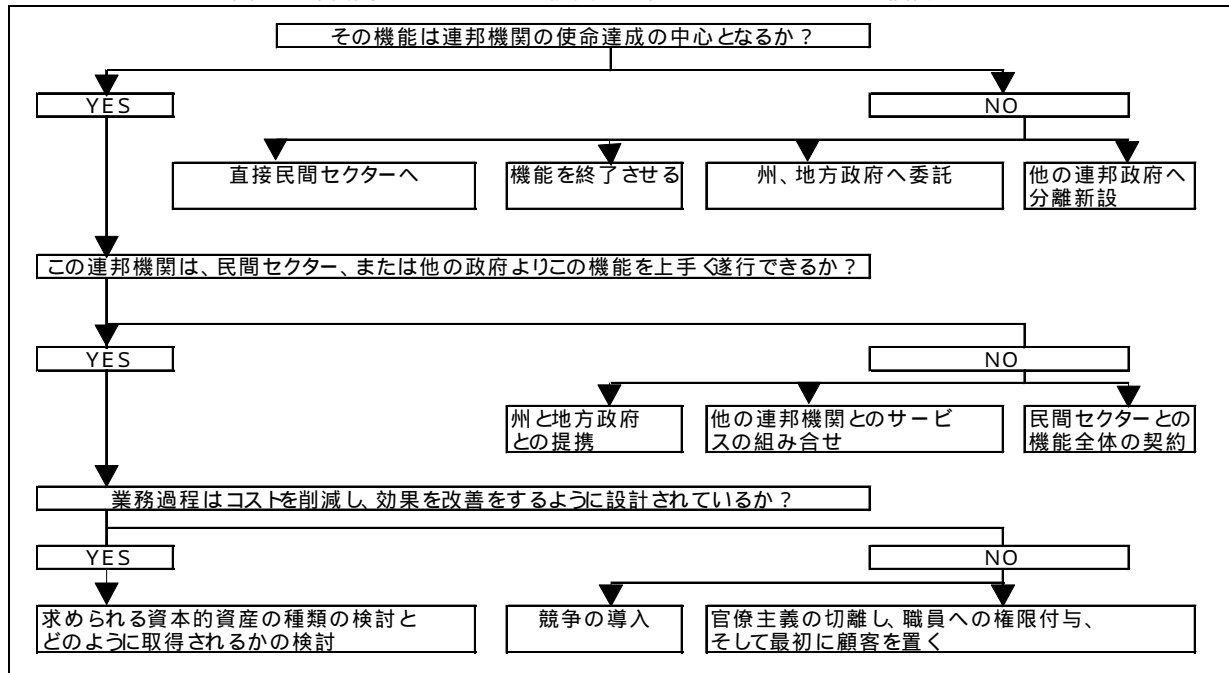 その機能は連邦機関の使命達成の中心となるか？
YES
NO
直接民間セクターへ
機能を終了させる
州、地方政府へ委託
他の連邦政府へ
分離新設
この連邦機関は、民間セクター、または他の政府よりこの機能を上手く遂行できるか？
YES
NO
州と地方政府
との提携
他の連邦機関とのサービ
スの組み合せ
民間セクターとの
機能全体の契約
業務過程はコストを削減し、効果を改善をするように設計されているか？
YES
NO
求められる資本的資産の種類の検討と
どのように取得されるかの検討
競争の導入
官僚主義の切離し、職員への権限付与、
そして最初に顧客を置く